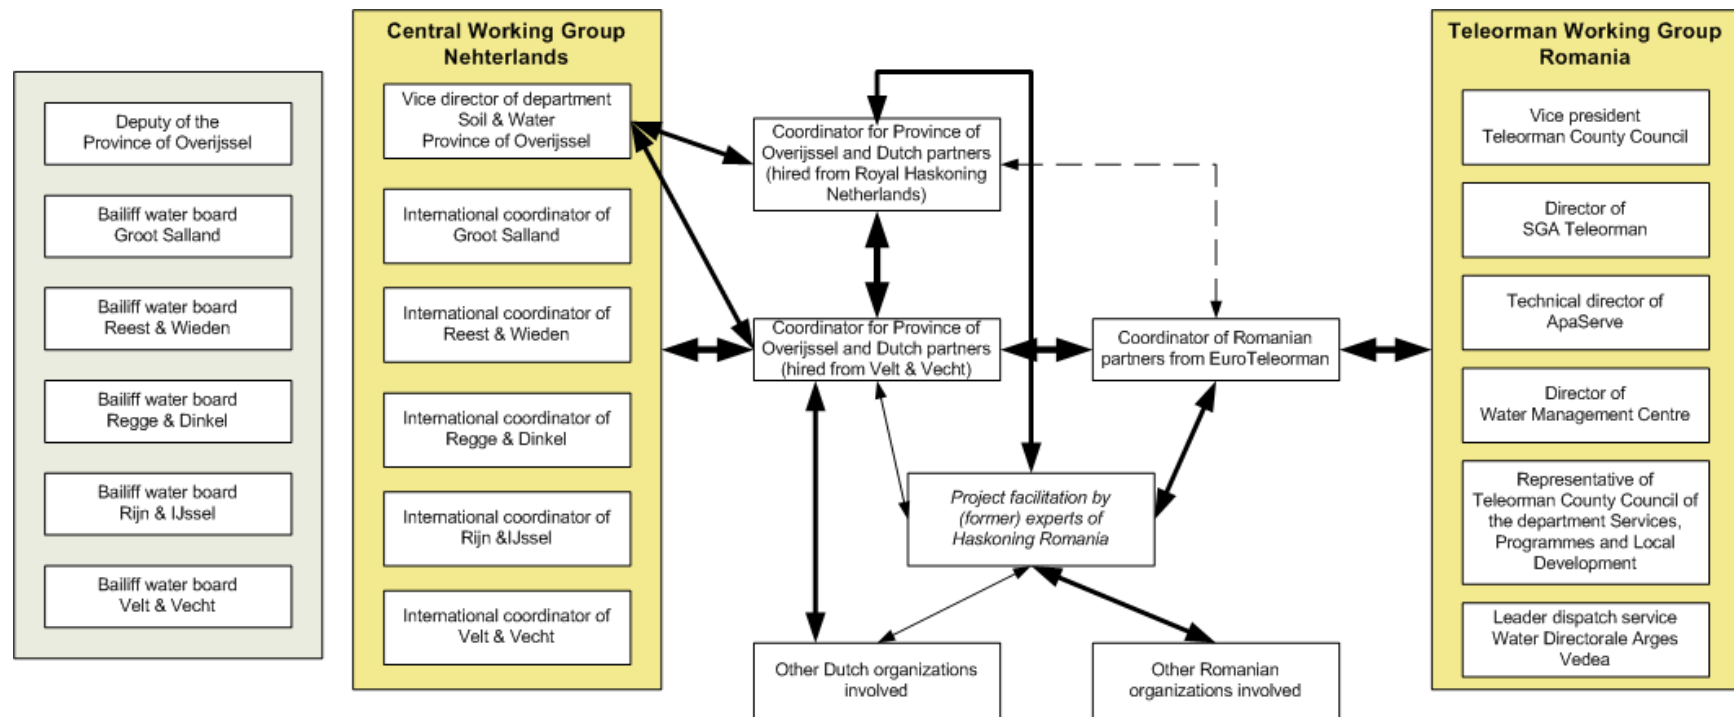 Deputy of the
Province of Overijssel
Bailiff water board
Groot Salland
Bailiff water board
Reest & Wieden
Bailiff water board
Regge & Dinkel
Bailiff water board
Rijn & IJssel
Bailiff water board
Velt & Vecht
Central Working Group
Nehterlands
Vice director of department
Soil & Water
Province of Overijssel
International coordinator of
Groot Salland
International coordinator of
Reest & Wieden
International coordinator of
Regge & Dinkel
International coordinator of
Rijn &IJssel
International coordinator of
Velt & Vecht
Coordinator for Province of
Overijssel and Dutch partners
(hired from Royal Haskoning
Netherlands)
Coordinator for Province of
Overijssel and Dutch partners
(hired from Velt & Vecht)
Coordinator of Romanian
partners from EuroTeleorman
Project facilitation by
(former) experts of
Haskoning Romania
Other Dutch organizations
involved
Other Romanian
organizations involved
Teleorman Working Group
Romania
Vice president
Teleorman County Council
Director of
SGA Teleorman
Technical director of
ApaServe
Director of
Water Management Centre
Representative of
Teleorman County Council of
the department Services,
Programmes and Local
Development
Leader dispatch service
Water Directorale Arges
Vedea